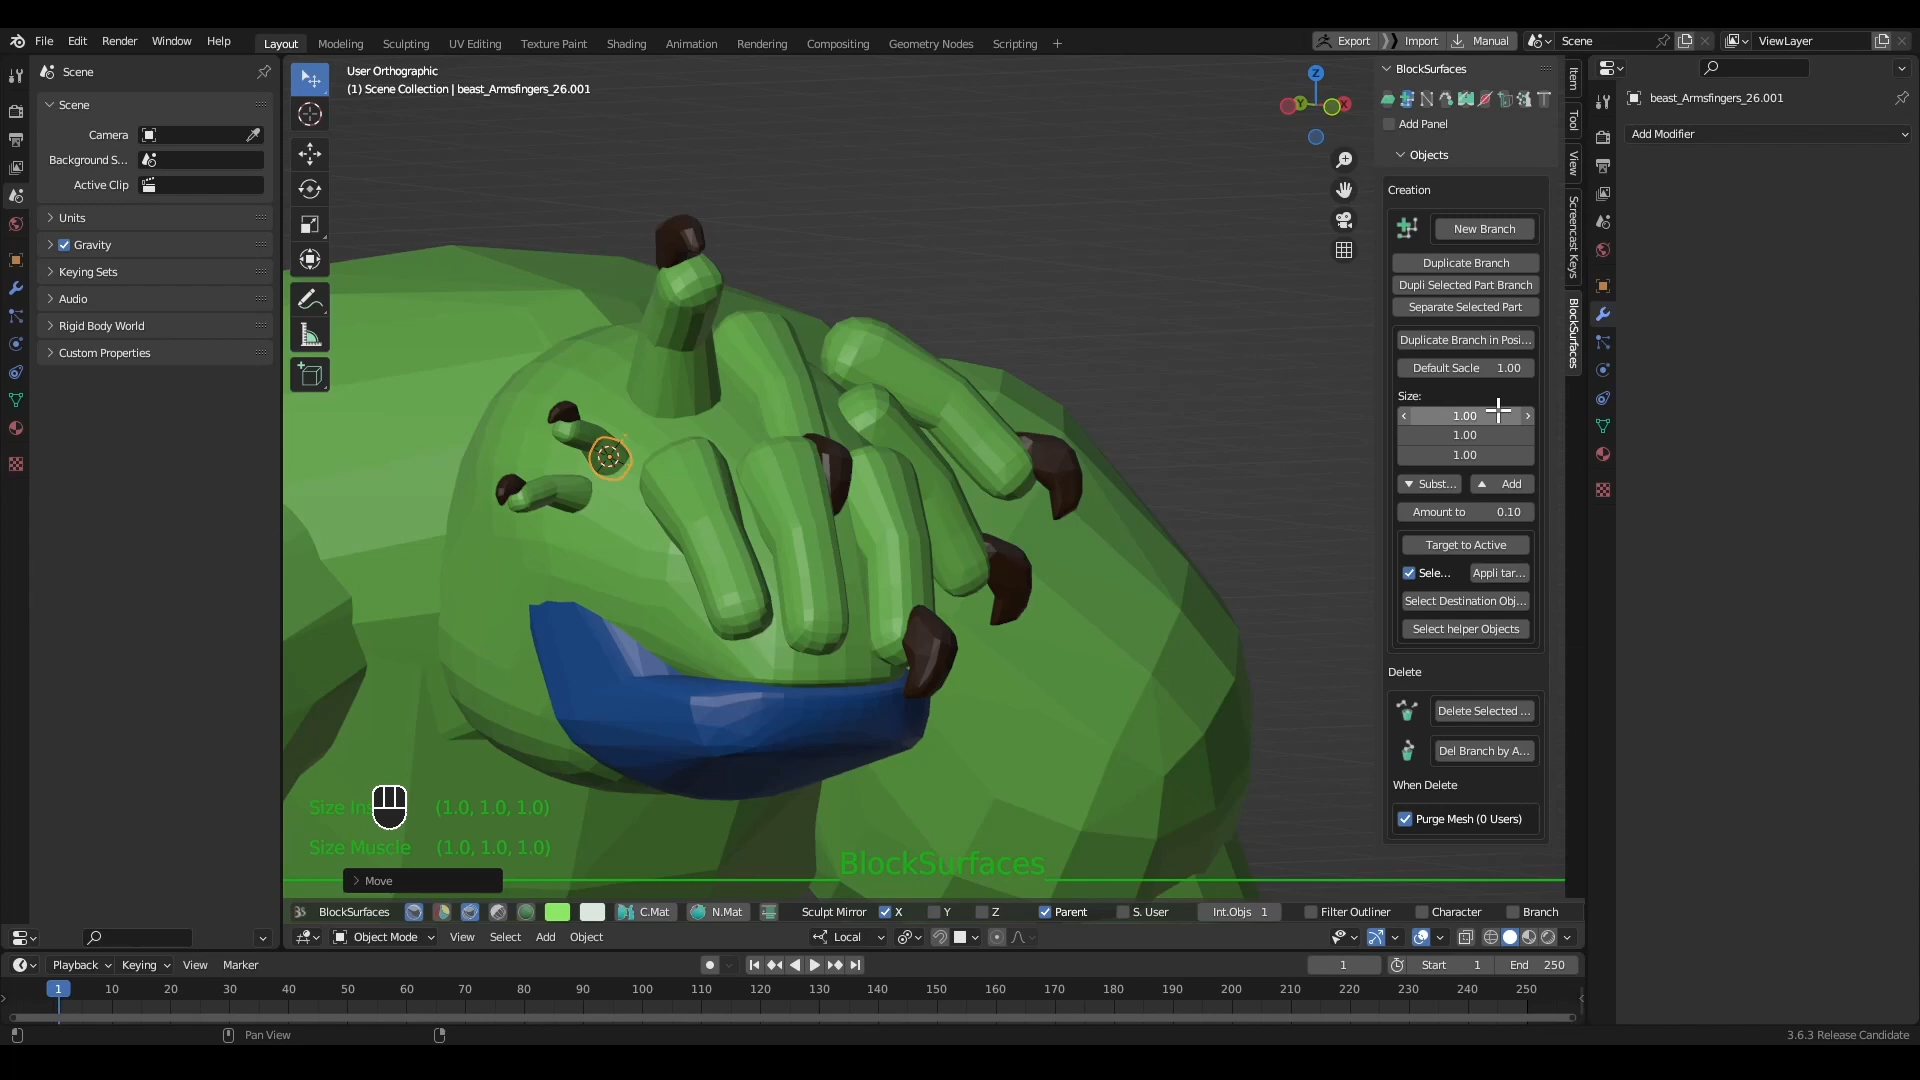 File Edit Render Window Help
Layout Modeling Sculpting UV Editing Texture Paint Shading Animation Rendering Compositing Geometry Nodes Scripting
Export Import Manual Scene ViewLayer
Scene
Scene
Camera
Background S...
Active Clip
Units
Gravity
Keying Sets
Audio
Rigid Body World
Custom Properties
User Orthographic
(1) Scene Collection | beast_Armsfingers_26.001
Z
Y
X
BlockSurfaces
Add Panel
Objects
Creation
New Branch
Duplicate Branch
Dupli Selected Part Branch
Separate Selected Part
Duplicate Branch in Posi...
Default Sacle 1.00
Size:
1.00
1.00
1.00
Subst... Add
Amount to 0.10
Target to Active
Sele... Appli tar...
Select Destination Obj...
Select helper Objects
Delete
Delete Selected ...
Del Branch by A...
When Delete
Purge Mesh (0 Users)
Item
Tool
View
Screencast Keys
BlockSurfaces
beast_Armsfingers_26.001
Add Modifier
(1.0, 1.0, 1.0)
Size Muscle (1.0, 1.0, 1.0)
BlockSurfaces
Move
BlockSurfaces C.Mat N.Mat Sculpt Mirror X Y Z Parent S. User Int.Objs 1 Filter Outliner Character Branch
Object Mode View Select Add Object Local
Playback Keying View Marker 1 Start 1 End 250
1 10 20 30 40 50 60 70 80 90 100 110 120 130 140 150 160 170 180 190 200 210 220 230 240 250
Pan View 3.6.3 Release Candidate